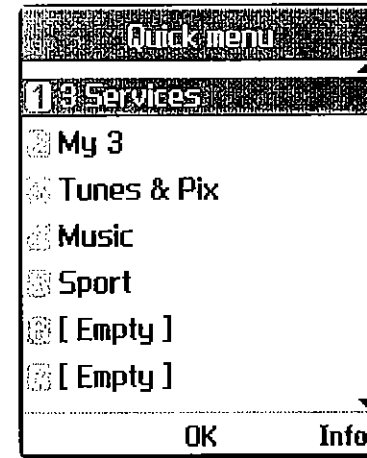 Quick menu
1 3 Services
2 My 3
3 Tunes & Pix
4 Music
5 Sport
6 [ Empty ]
7 [ Empty ]
OK Info